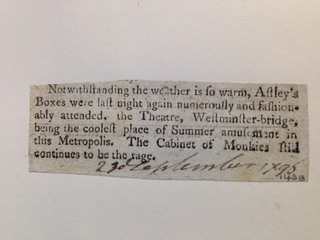 Notwithstanding the weather is so warm, Astley's
Boxes were last night again numerously and fashion-
ably attended, the Theatre, Westminster-bridge,
being the coolest place of Summer amusement in
this Metropolis. The Cabinet of Monkies still
continues to be the rage.
September 1795